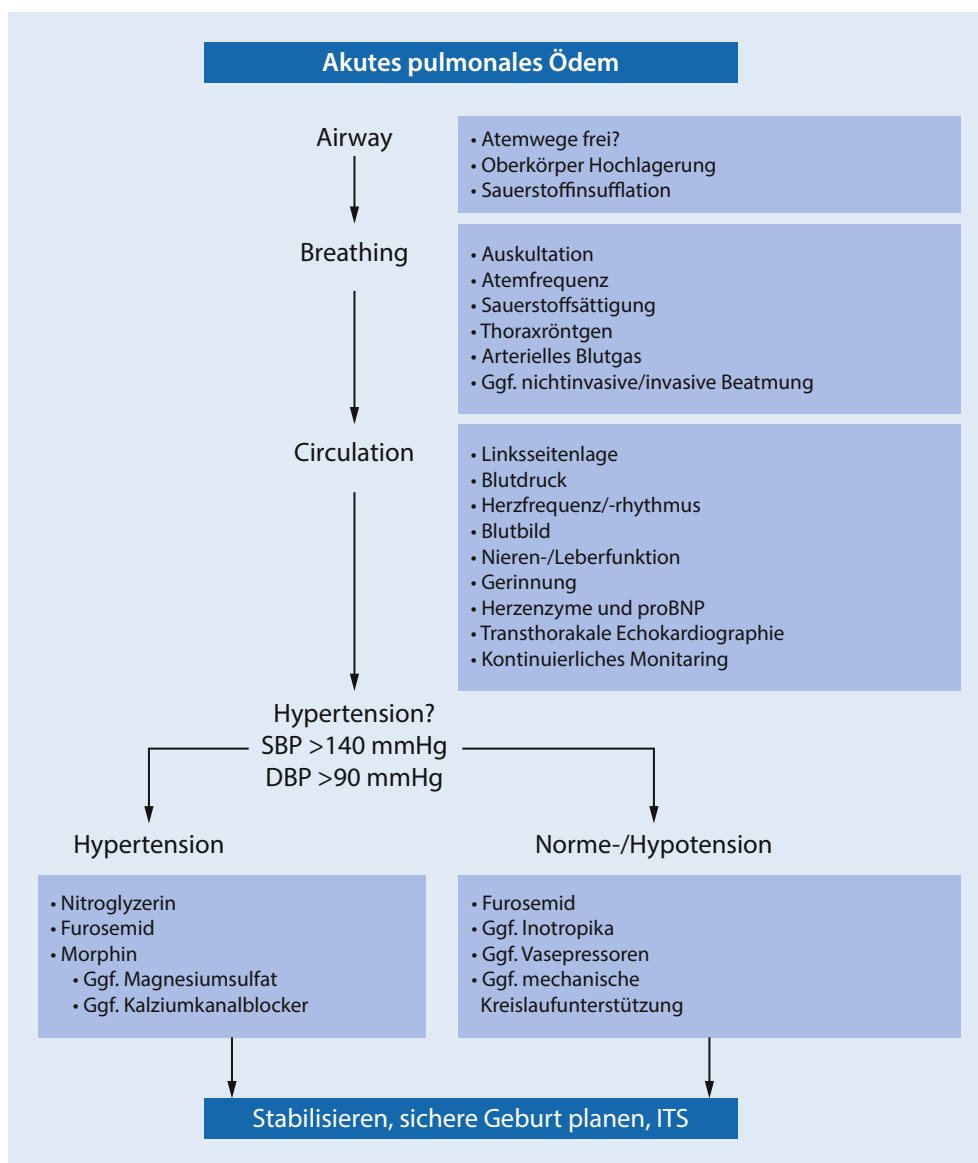 Akutes pulmonales Ödem
Airway
• Atemwege frei?
• Oberkörper Hochlagerung
• Sauerstoffinsufflation
Breathing
• Auskultation
• Atemfrequenz
• Sauerstoffsättigung
• Thoraxröntgen
• Arterielles Blutgas
• Ggf. nichtinvasive/invasive Beatmung
Circulation
• Linksseitenlage
• Blutdruck
• Herzfrequenz/-rhythmus
• Blutbild
• Nieren-/Leberfunktion
• Gerinnung
• Herzenzyme und proBNP
• Transthorakale Echokardiographie
• Kontinuierliches Monitaring
Hypertension?
SBP >140 mmHg
DBP >90 mmHg
Hypertension
• Nitroglyzerin
• Furosemid
• Morphin
• Ggf. Magnesiumsulfat
• Ggf. Kalziumkanalblocker
Norme-/Hypotension
• Furosemid
• Ggf. Inotropika
• Ggf. Vasepressoren
• Ggf. mechanische
Kreislaufunterstützung
Stabilisieren, sichere Geburt planen, ITS